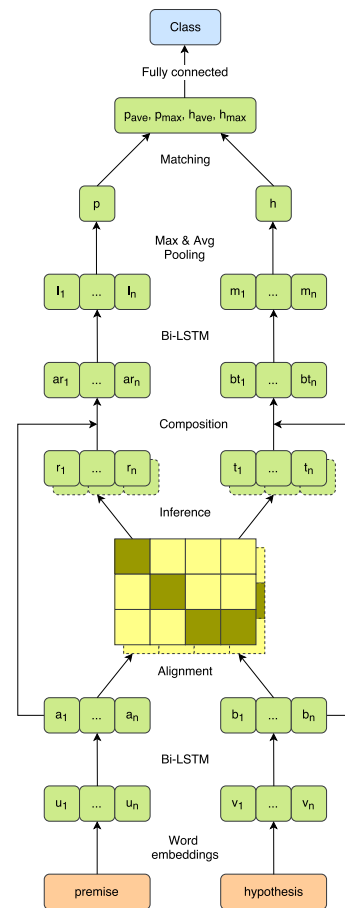 Class
Fully connected
pave, pmax, have, hmax
Matching
p
h
Max & Avg
Pooling
l1 ... ln
m1 ... mn
Bi-LSTM
ar1 ... arn
bt1 ... btn
Composition
r1 ... rn
t1 ... tn
Inference
Alignment
a1 ... an
b1 ... bn
Bi-LSTM
u1 ... un
v1 ... vn
Word
embeddings
premise
hypothesis